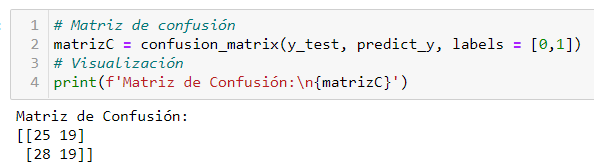 1 # Matriz de confusión
2 matrizC = confusion_matrix(y_test, predict_y, labels = [0,1])
3 # Visualización
4 print(f'Matriz de Confusión:\n{matrizC}')
Matriz de Confusión:
[[25 19]
 [28 19]]